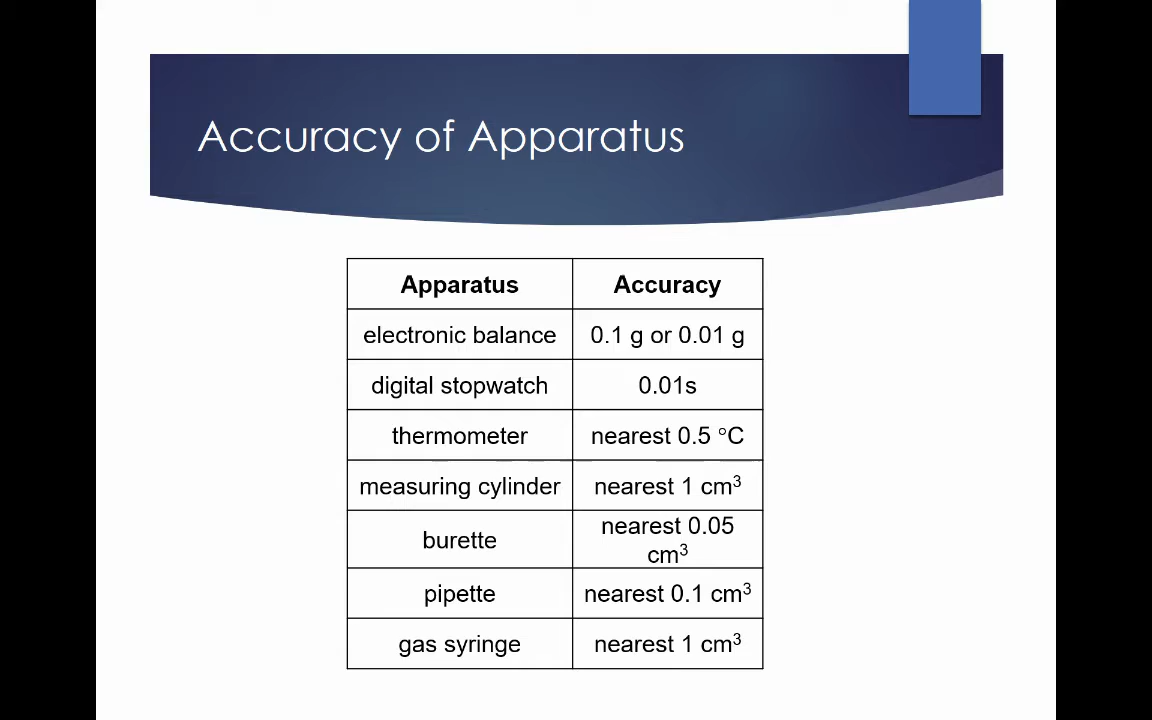 Accuracy of Apparatus
Apparatus Accuracy
electronic balance 0.1 g or 0.01 g
digital stopwatch 0.01s
thermometer nearest 0.5 °C
measuring cylinder nearest 1 cm³
burette nearest 0.05
cm³
pipette nearest 0.1 cm³
gas syringe nearest 1 cm³